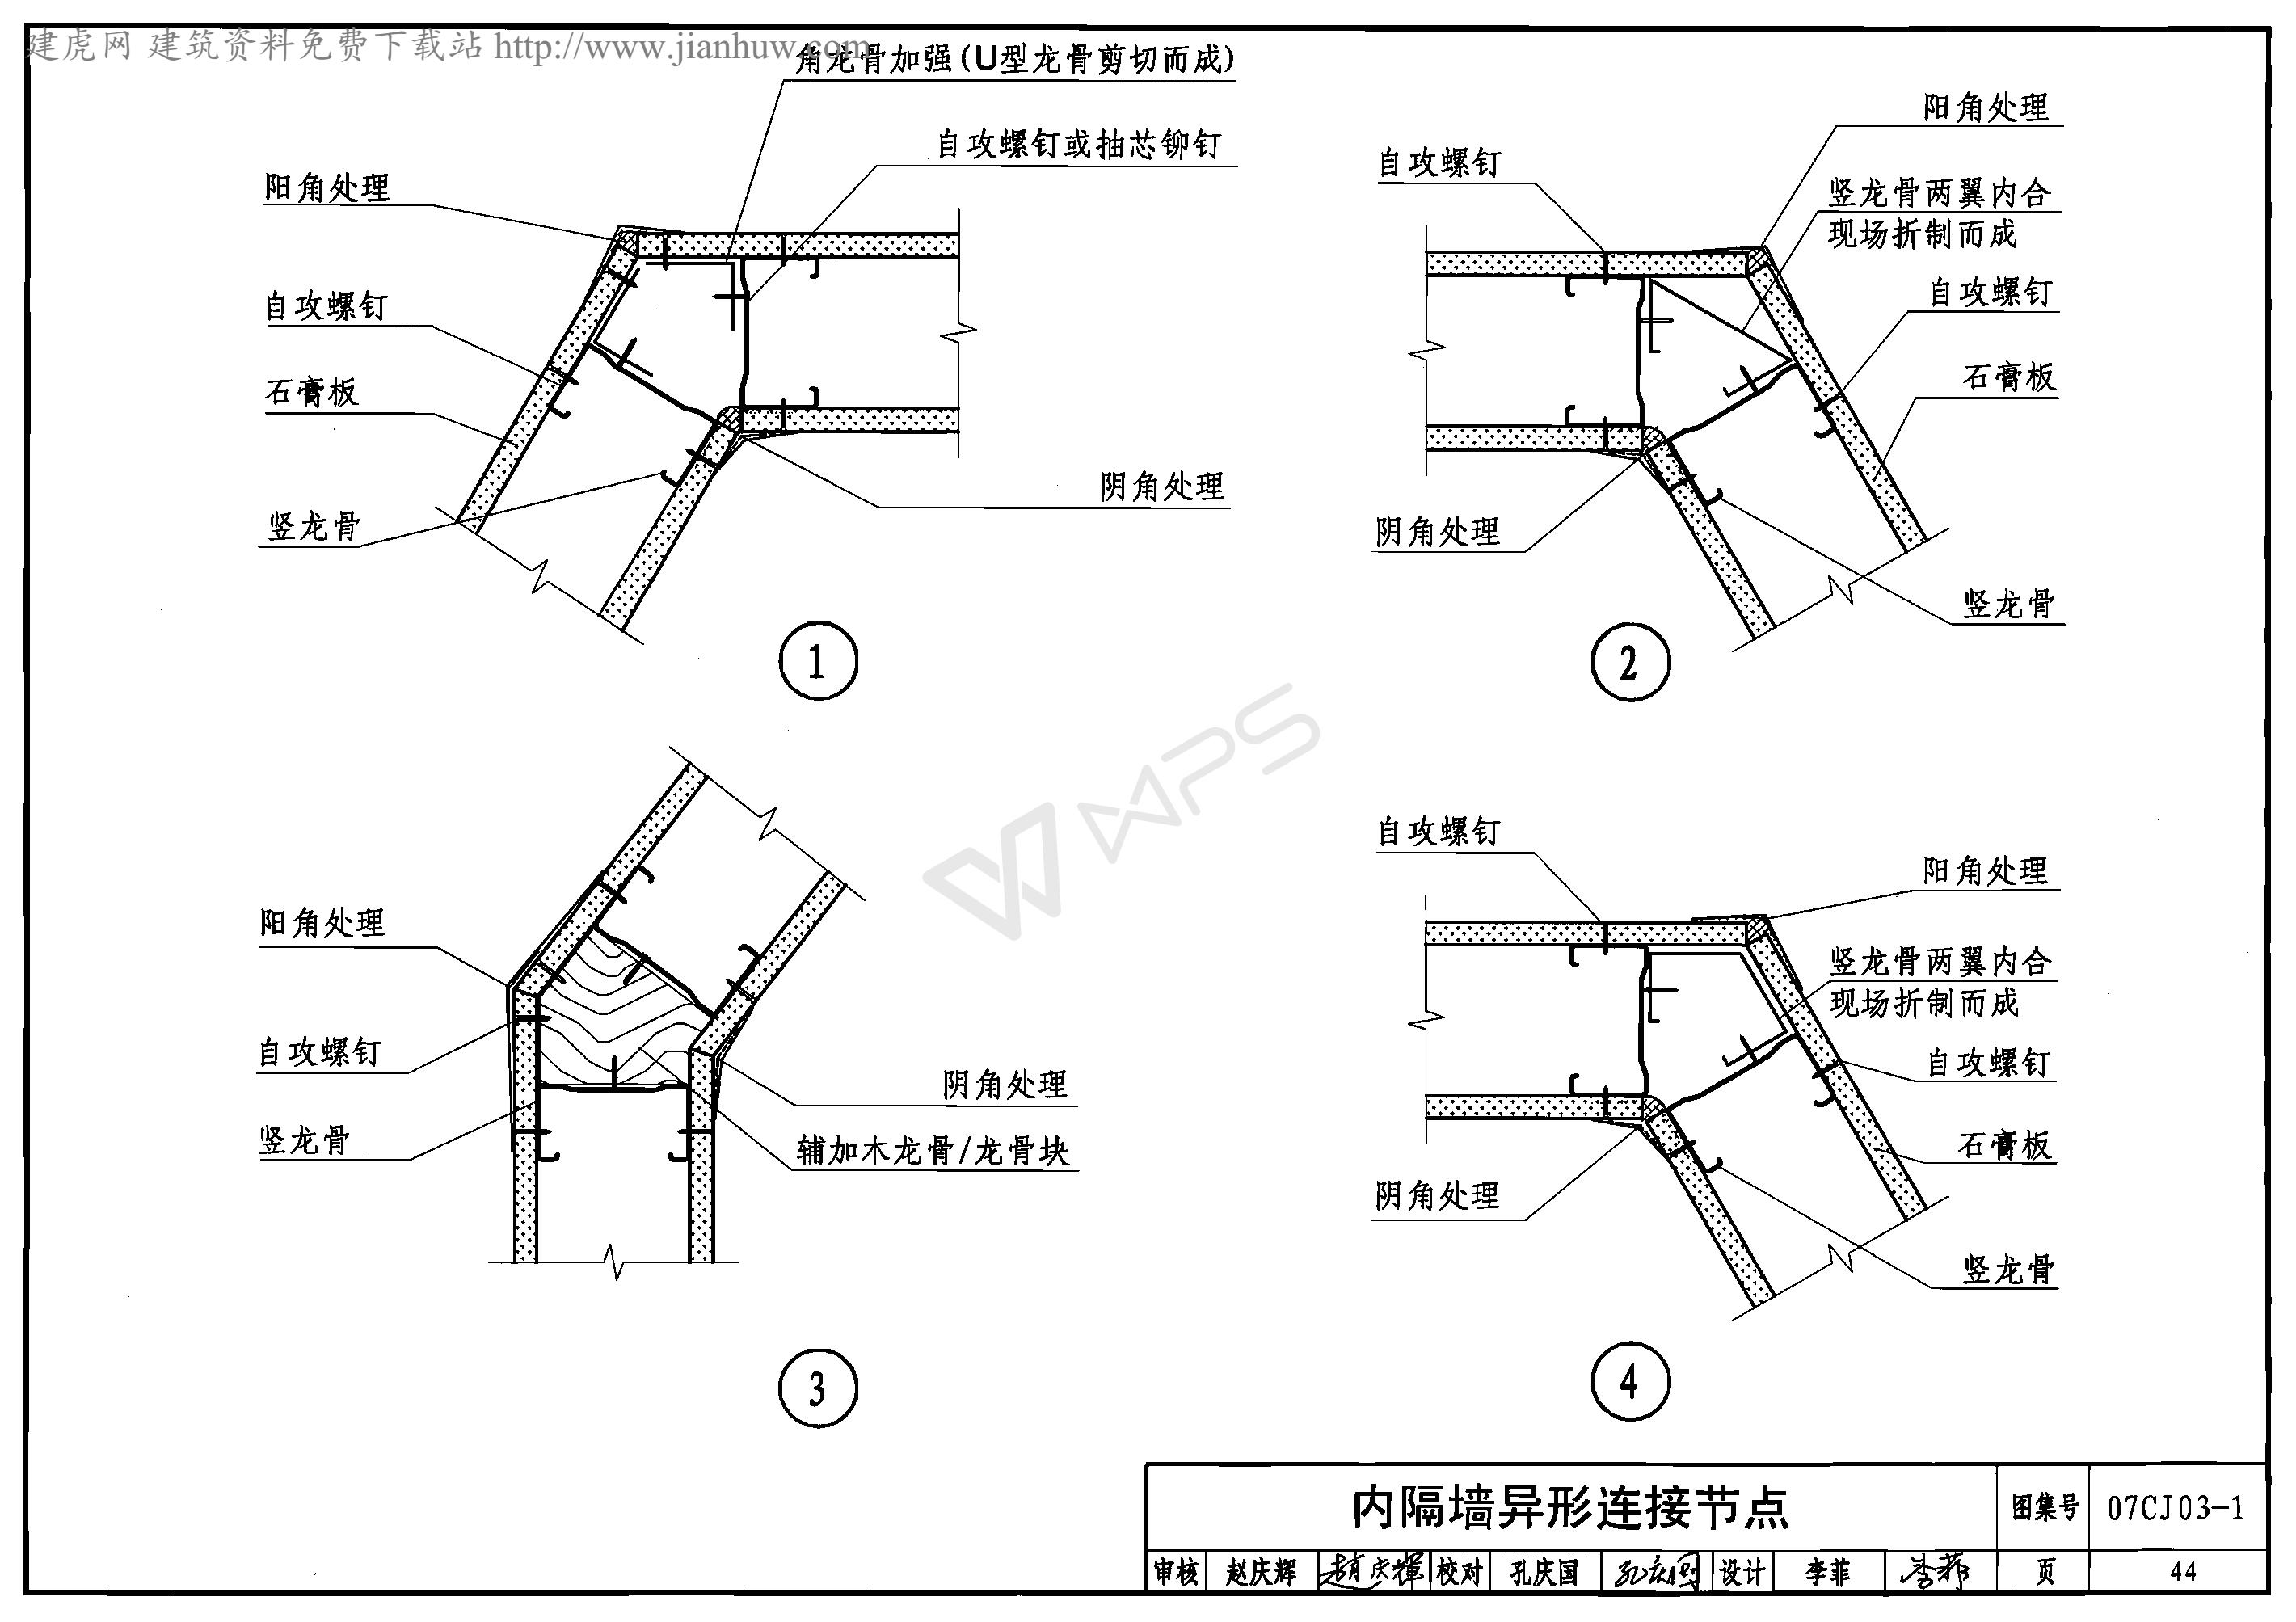 建虎网 建筑资料免费下载站 http://www.jianhuw.com
角龙骨加强(U型龙骨剪切而成)
自攻螺钉或抽芯铆钉
阳角处理
自攻螺钉
石膏板
竖龙骨
阴角处理
1
阳角处理
自攻螺钉
竖龙骨两翼内合
现场折制而成
自攻螺钉
石膏板
阴角处理
竖龙骨
2
WPS
阳角处理
自攻螺钉
竖龙骨
阴角处理
辅加木龙骨/龙骨块
3
自攻螺钉
阳角处理
竖龙骨两翼内合
现场折制而成
自攻螺钉
石膏板
阴角处理
竖龙骨
4
内隔墙异形连接节点 图集号 07CJ03-1
审核 赵庆辉 赵庆辉 校对 孔庆国 孔庆国 设计 李菲 李菲 页 44